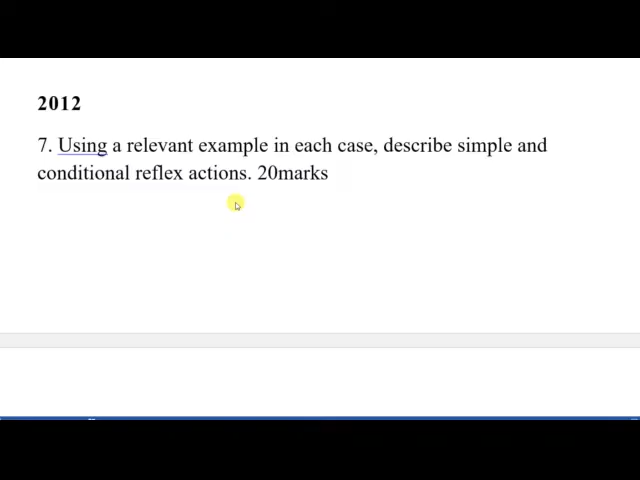 2012
7. Using a relevant example in each case, describe simple and
conditional reflex actions. 20marks